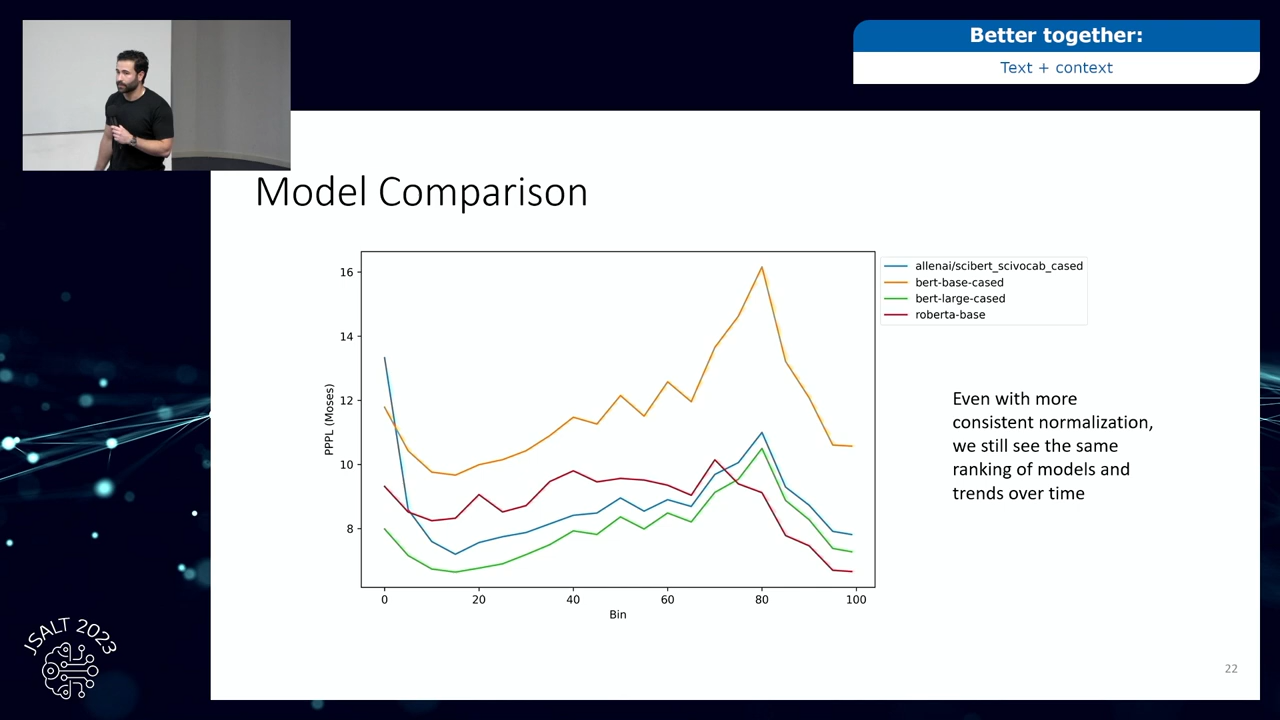 Better together:
Text + context
Model Comparison
16
14
12
10
8
PPPL (Moses)
0
20
40
60
80
100
Bin
allenai/scibert_scivocab_cased
bert-base-cased
bert-large-cased
roberta-base
Even with more
consistent normalization,
we still see the same
ranking of models and
trends over time
22
JSALT 2023